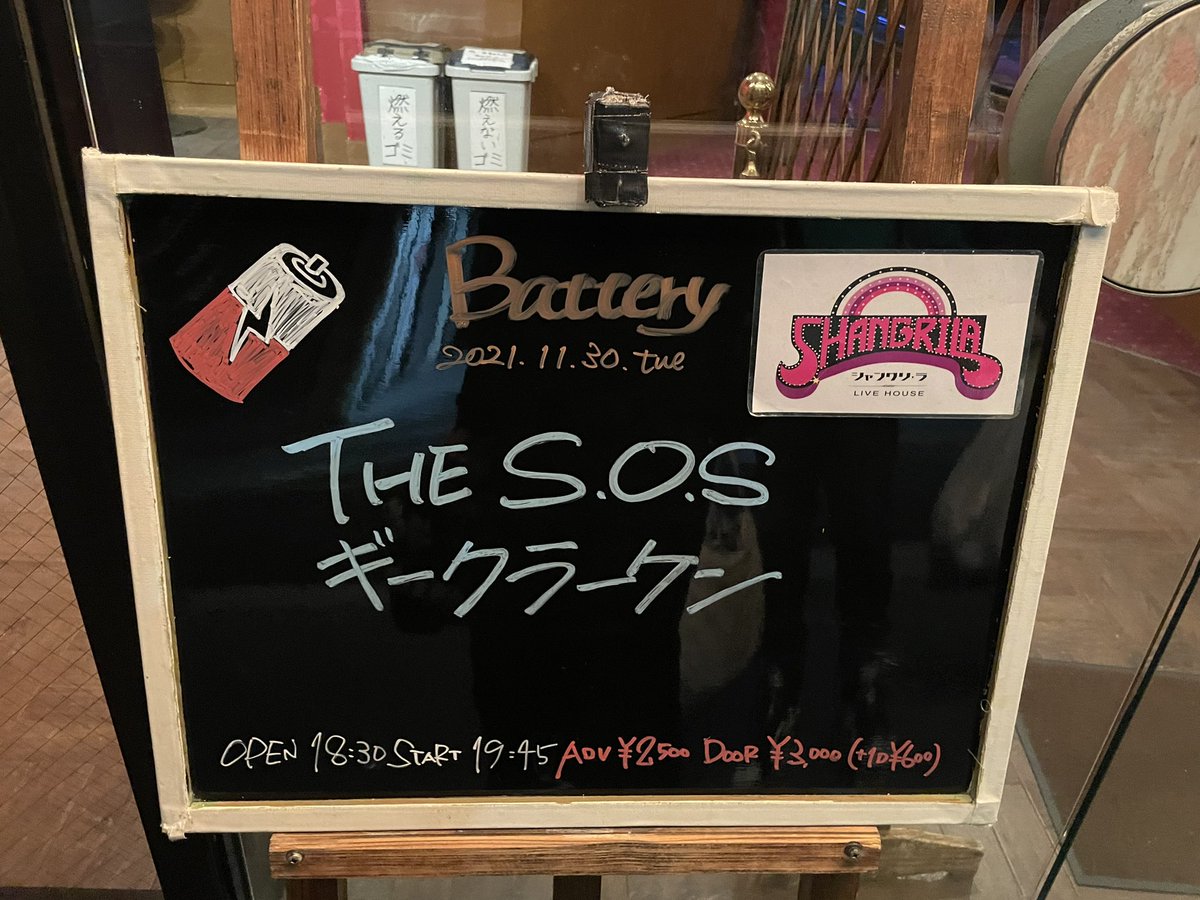 燃えるゴミ
燃えないゴミ
Battery
2021.11.30.tue
SHANGRILA
シャングリ・ラ
LIVE HOUSE
THE S.O.S
ギークラーケン
OPEN 18:30 START 19:45 ADV ¥2,500 DOOR ¥3,000 (+1D¥600)